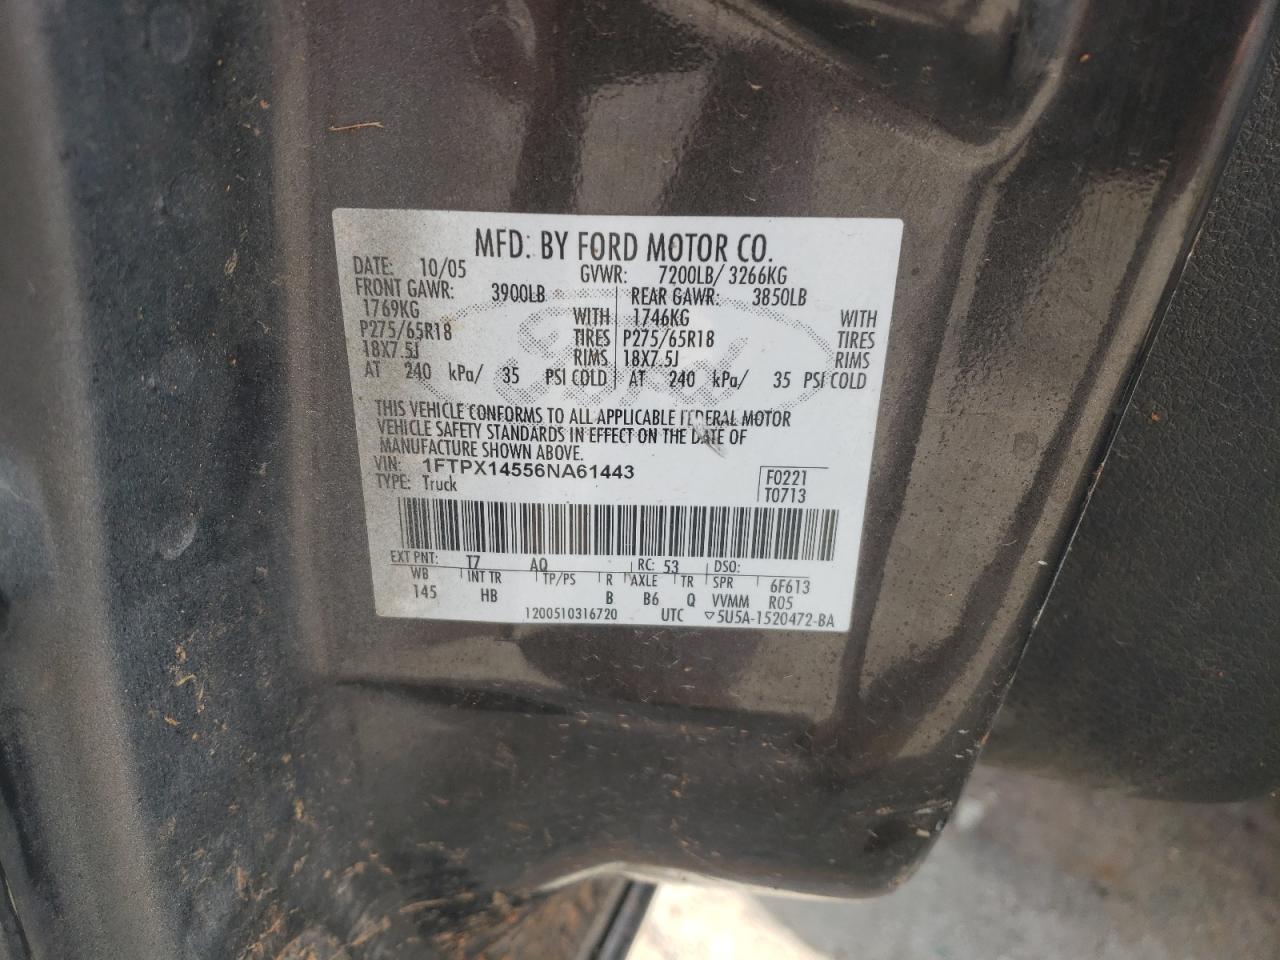 MFD. BY FORD MOTOR CO.
DATE: 10/05 GVWR: 7200LB/ 3266KG
FRONT GAWR: 3900LB REAR GAWR: 3850LB
1769KG WITH 1746KG WITH
P275/65R18 TIRES P275/65R18 TIRES
18X7.5J RIMS 18X7.5J RIMS
AT 240 kPa/ 35 PSI COLD AT 240 kPa/ 35 PSI COLD
THIS VEHICLE CONFORMS TO ALL APPLICABLE FEDERAL MOTOR
VEHICLE SAFETY STANDARDS IN EFFECT ON THE DATE OF
MANUFACTURE SHOWN ABOVE.
VIN: 1FTPX14556NA61443 F0221
TYPE: Truck T0713
EXT PNT: T7 AQ RC: 53 DSO:
WB INT TR TP/PS R AXLE TR SPR 6F613
145 HB B B6 Q VVMM R05
1200510316720 UTC ▽5U5A-1520472-BA